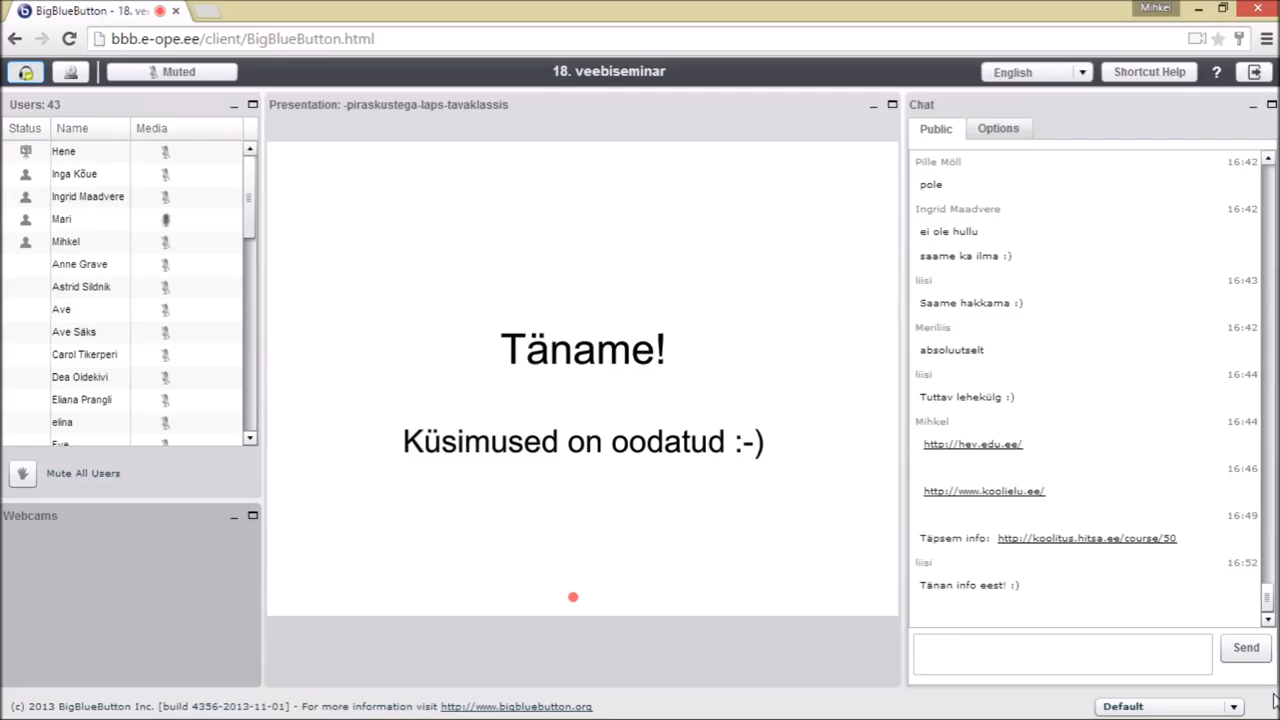 BigBlueButton - 18. ve
Mihkel
bbb.e-ope.ee/client/BigBlueButton.html
Muted
18. veebiseminar
English
Shortcut Help
?
Users: 43
Status Name Media
Hene
Inga Kõue
Ingrid Maadvere
Mari
Mihkel
Anne Grave
Astrid Sildnik
Ave
Ave Säks
Carol Tikerperi
Dea Oidekivi
Eliana Prangli
elina
Eve
Mute All Users
Webcams
Presentation: -piraskustega-laps-tavaklassis
Täname!
Küsimused on oodatud :-)
Chat
Public Options
Pille Möll 16:42
pole
Ingrid Maadvere 16:42
ei ole hullu
saame ka ilma :)
liisi 16:43
Saame hakkama :)
Meriliis 16:42
absoluutselt
liisi 16:44
Tuttav lehekülg :)
Mihkel 16:44
http://hev.edu.ee/
16:46
http://www.koolielu.ee/
16:49
Täpsem info: http://koolitus.hitsa.ee/course/50
liisi 16:52
Tänan info eest! :)
Send
(c) 2013 BigBlueButton Inc. [build 4356-2013-11-01] - For more information visit http://www.bigbluebutton.org
Default